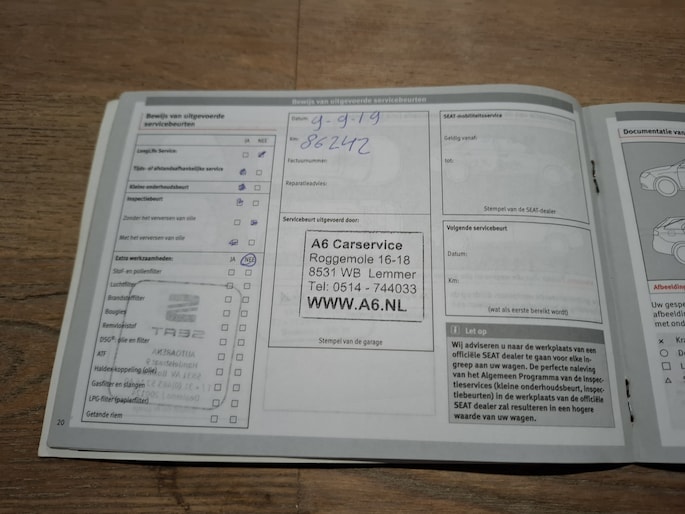 Bewijs van uitgevoerde servicebeurten
Bewijs van uitgevoerde
servicebeurten
JA NEE
LongLife Service:
Tijds- of afstandsafhankelijke service
Kleine onderhoudsbeurt
Inspectiebeurt
Zonder het verversen van olie
Met het verversen van olie
Extra werkzaamheden: JA NEE
Stof- en pollenfilter
Luchtfilter
Brandstoffilter
Bougies
Remvloeistof
DSG®: olie en filter
ATF
Haldex-koppeling (olie)
Gasfilter en slangen
LPG-filter (papierfilter)
Getande riem
20
Datum: 9-9-19
Km: 86242
Factuurnummer:
Reparatieadvies:
Servicebeurt uitgevoerd door:
A6 Carservice
Roggemole 16-18
8531 WB Lemmer
Tel: 0514 - 744033
WWW.A6.NL
Stempel van de garage
SEAT-mobiliteitsservice
Geldig vanaf:
tot:
Stempel van de SEAT-dealer
Volgende servicebeurt
Datum:
Km:
(wat als eerste bereikt wordt)
i Let op
Wij adviseren u naar de werkplaats van een
officiële SEAT dealer te gaan voor elke in-
greep aan uw wagen. De perfecte naleving
van het Algemeen Programma van de Inspec-
tieservices (kleine onderhoudsbeurt, inspec-
tiebeurten) in de werkplaats van de officiële
SEAT dealer zal resulteren in een hogere
waarde van uw wagen.
Documentatie van
Afbeelding
Uw gespe
met ond